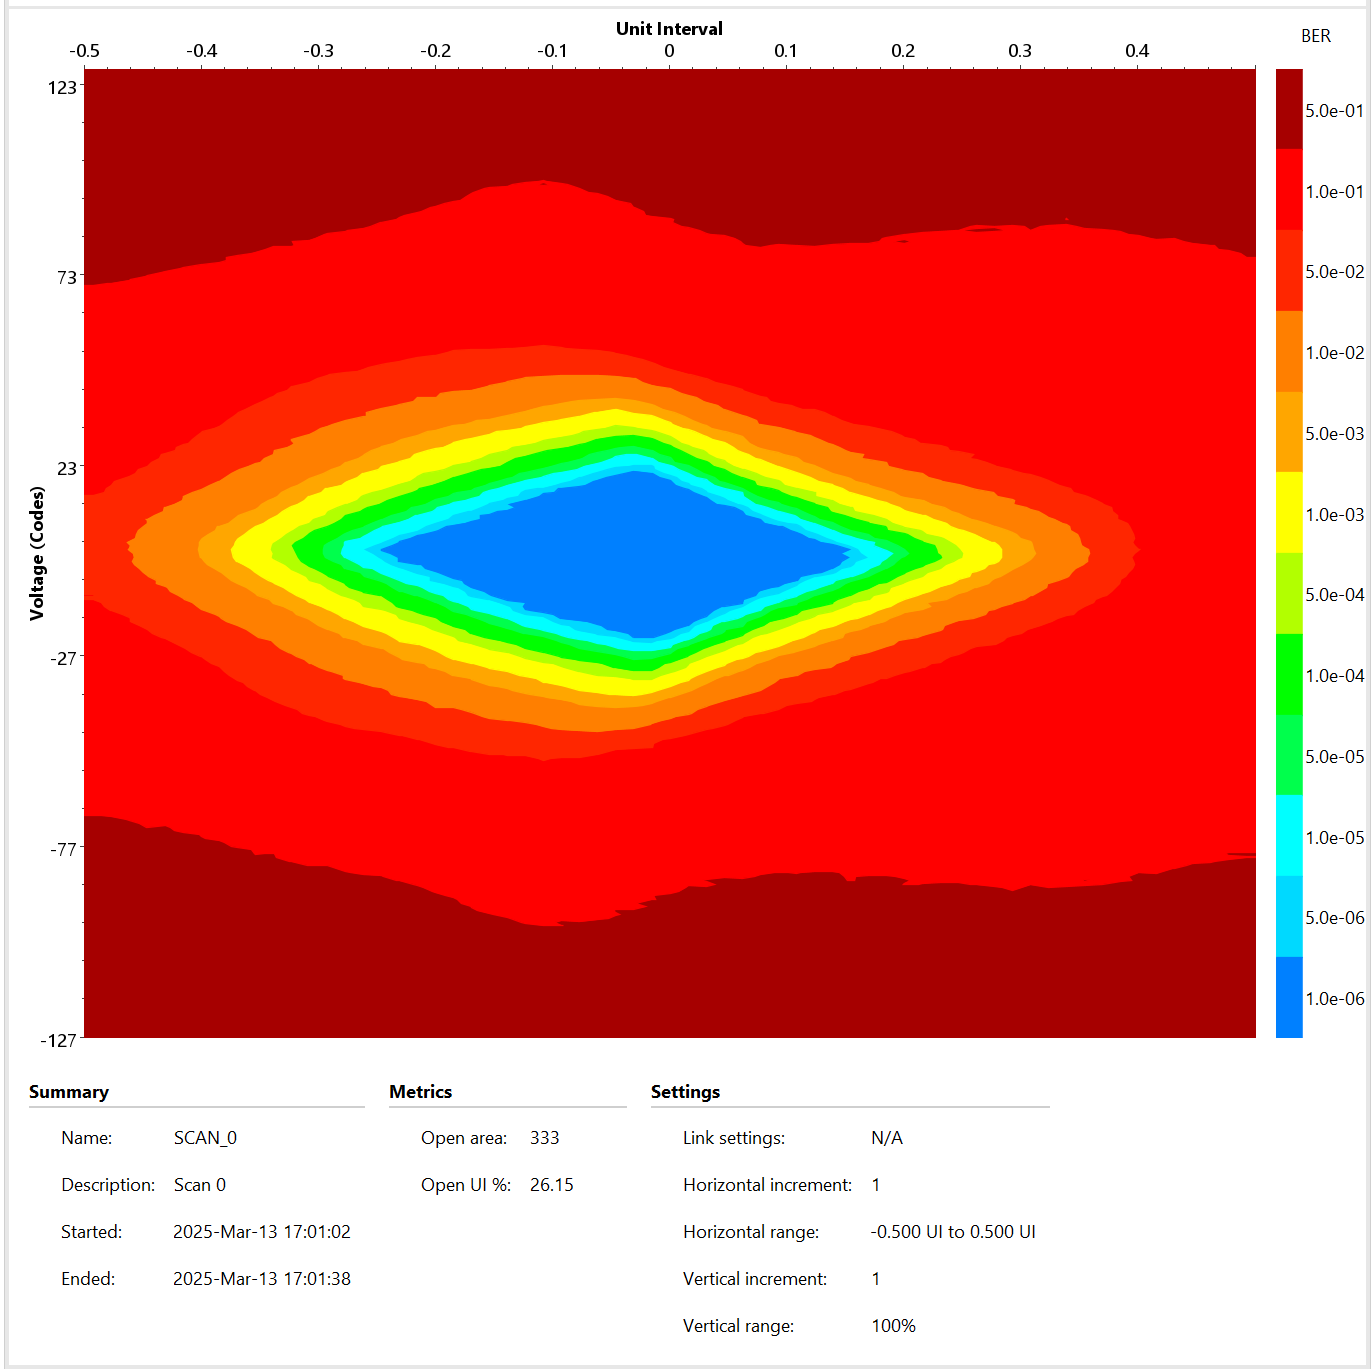 Unit Interval
-0.5 -0.4 -0.3 -0.2 -0.1 0 0.1 0.2 0.3 0.4
BER
123
73
23
-27
-77
-127
Voltage (Codes)
5.0e-01
1.0e-01
5.0e-02
1.0e-02
5.0e-03
1.0e-03
5.0e-04
1.0e-04
5.0e-05
1.0e-05
5.0e-06
1.0e-06
Summary
Name: SCAN_0
Description: Scan 0
Started: 2025-Mar-13 17:01:02
Ended: 2025-Mar-13 17:01:38
Metrics
Open area: 333
Open UI %: 26.15
Settings
Link settings: N/A
Horizontal increment: 1
Horizontal range: -0.500 UI to 0.500 UI
Vertical increment: 1
Vertical range: 100%